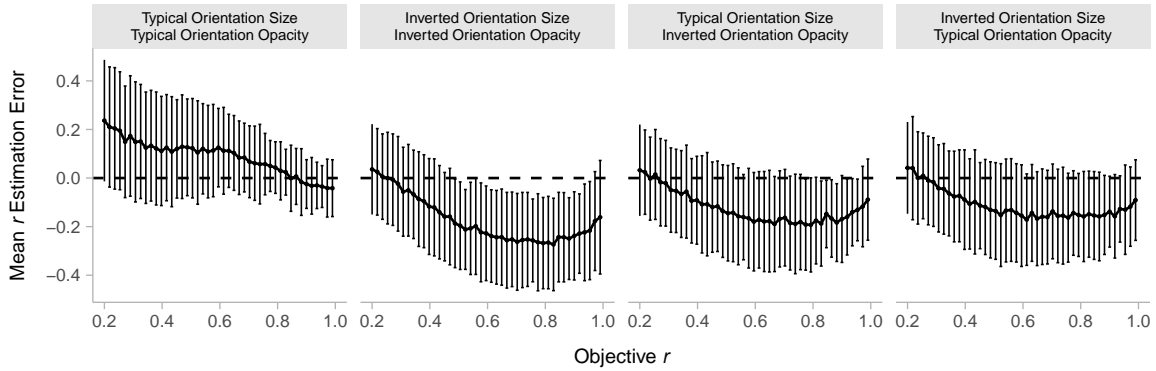 Typical Orientation Size
Typical Orientation Opacity
Inverted Orientation Size
Inverted Orientation Opacity
Typical Orientation Size
Inverted Orientation Opacity
Inverted Orientation Size
Typical Orientation Opacity
Mean r Estimation Error
0.4
0.2
0.0
−0.2
−0.4
0.2 0.4 0.6 0.8 1.0
0.2 0.4 0.6 0.8 1.0
0.2 0.4 0.6 0.8 1.0
0.2 0.4 0.6 0.8 1.0
Objective r